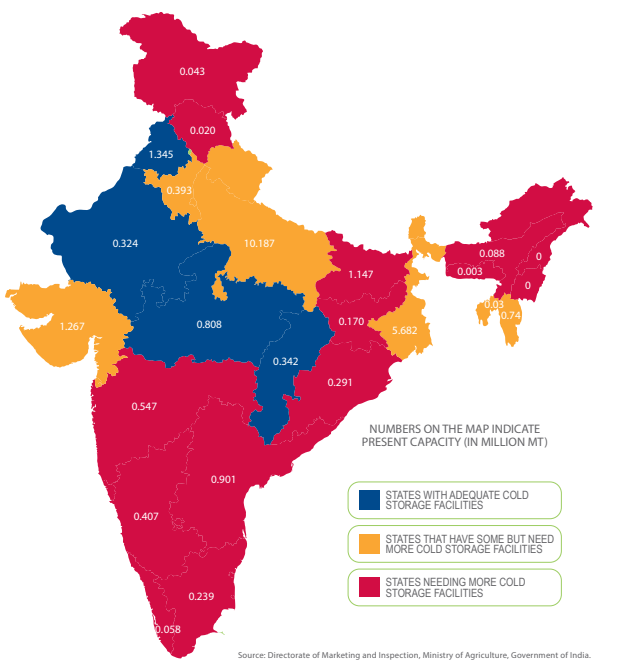 0.043
0.020
1.345
0.393
0.324
10.187
0.088
0
1.147
0.003
0
0.03
0.74
1.267
0.808
0.170
5.682
0.342
0.291
0.547
NUMBERS ON THE MAP INDICATE
PRESENT CAPACITY (IN MILLION MT)
0.901
STATES WITH ADEQUATE COLD
STORAGE FACILITIES
0.407
STATES THAT HAVE SOME BUT NEED
MORE COLD STORAGE FACILITIES
STATES NEEDING MORE COLD
STORAGE FACILITIES
0.239
0.058
Source: Directorate of Marketing and Inspection, Ministry of Agriculture, Government of India.